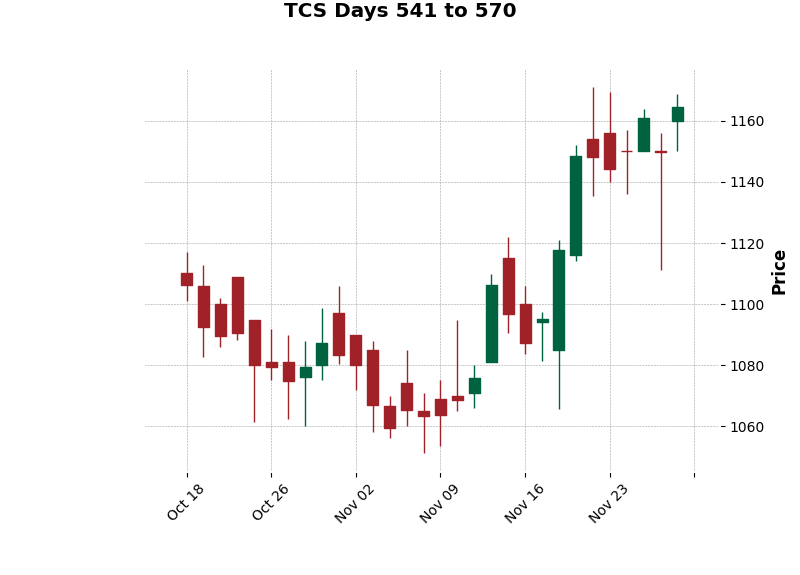 TCS Days 541 to 570
1160
1140
1120
1100
1080
1060
Price
Oct 18
Oct 26
Nov 02
Nov 09
Nov 16
Nov 23